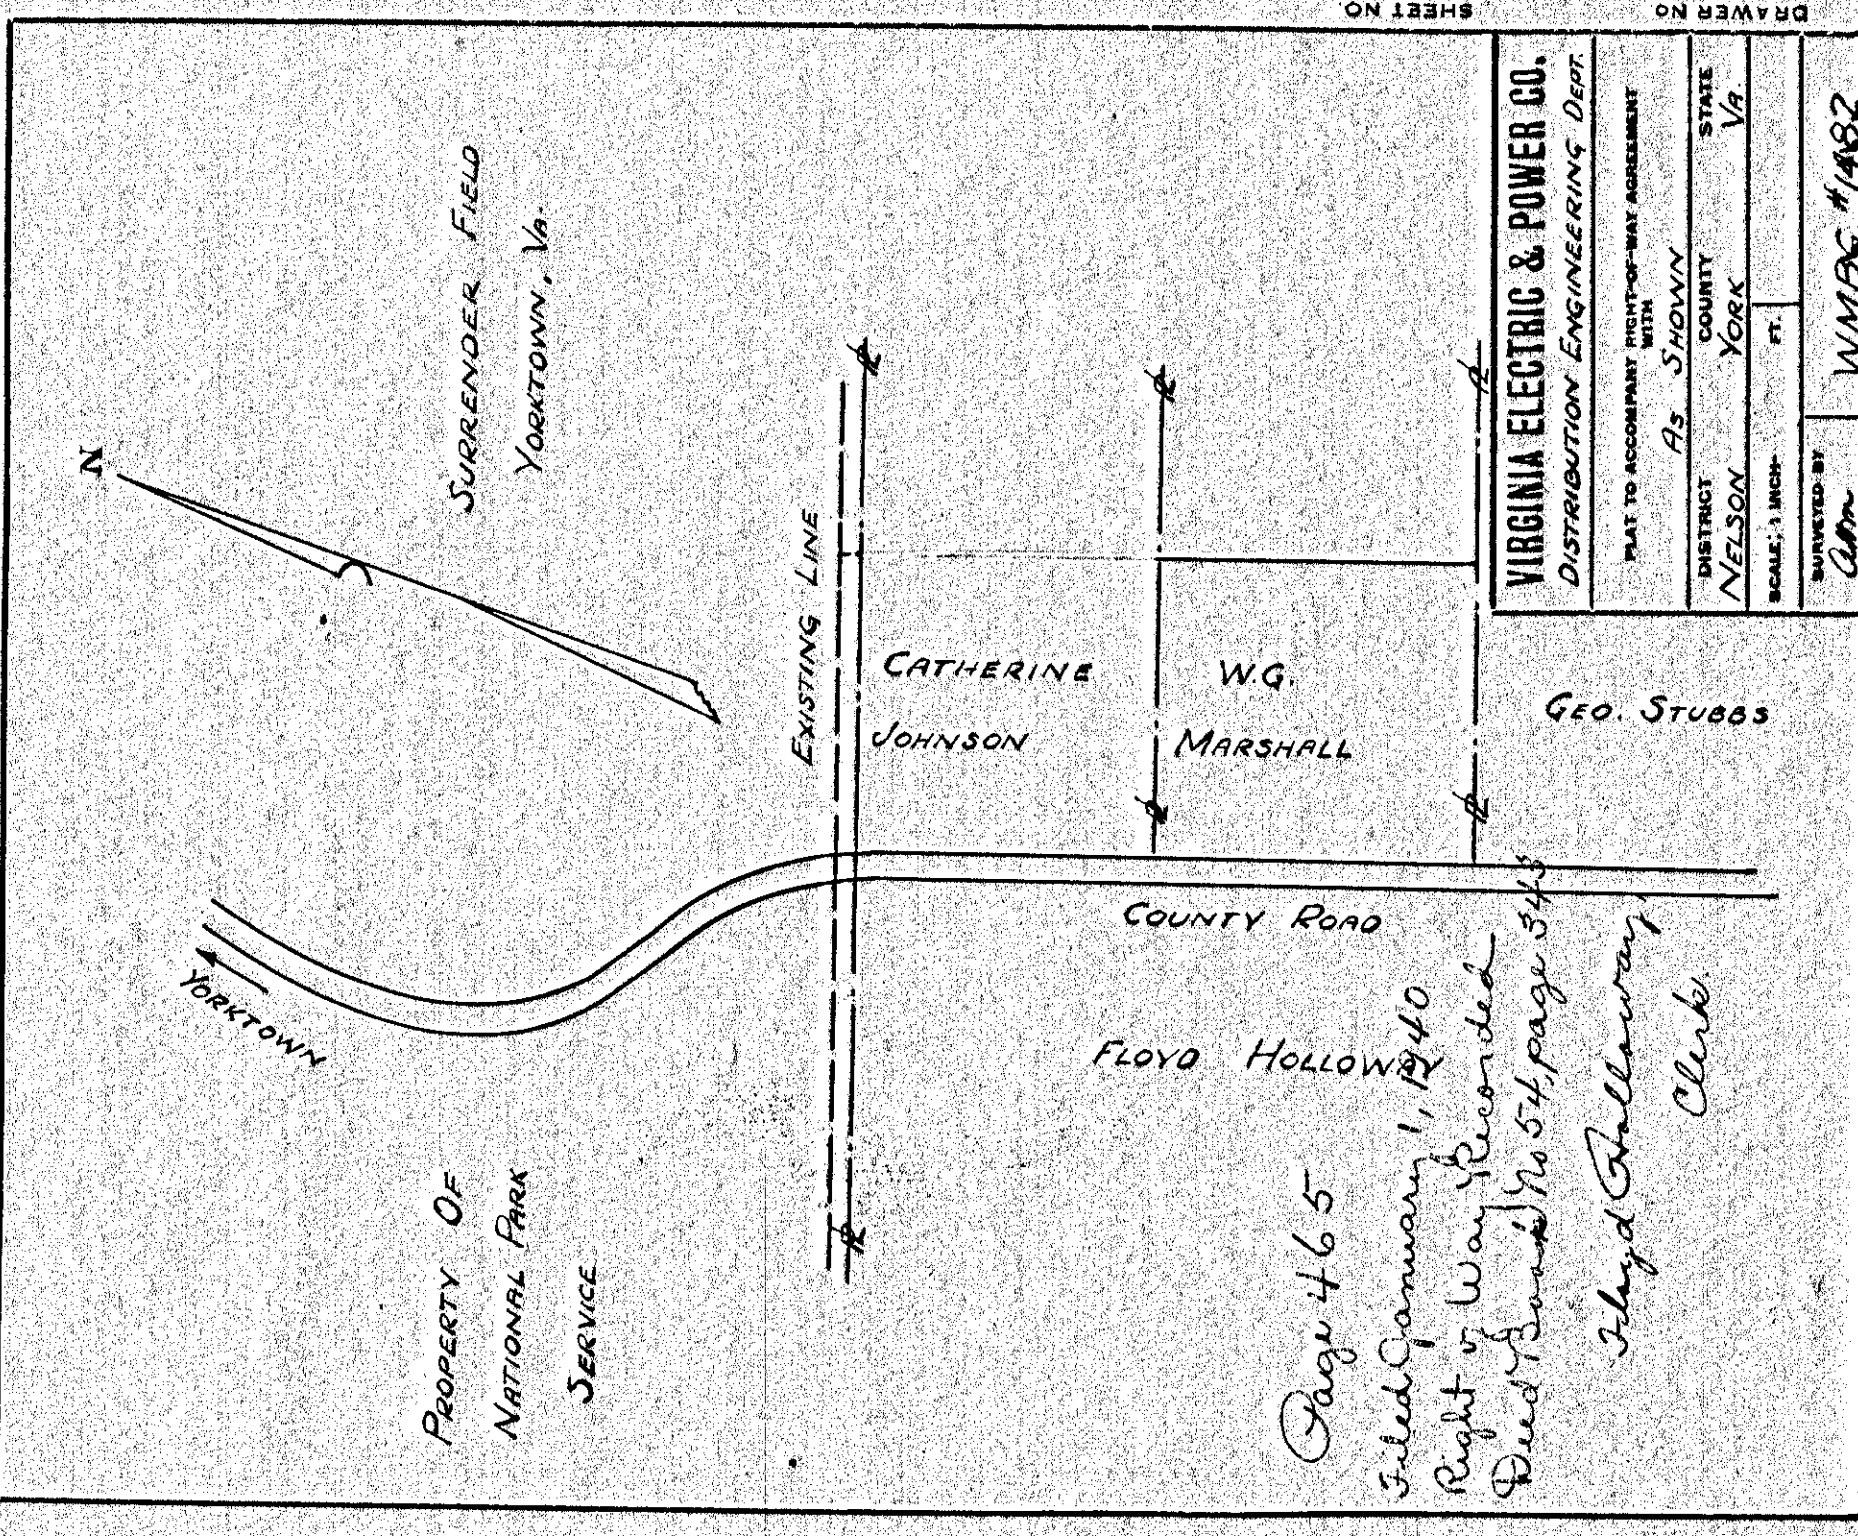 SHEET NO.
DRAWER NO
N
SURRENDER FIELD
YORKTOWN, VA.
YORKTOWN
PROPERTY OF
NATIONAL PARK
SERVICE
EXISTING LINE
CATHERINE
JOHNSON
W.G.
MARSHALL
GEO. STUBBS
COUNTY ROAD
FLOYD HOLLOWAY
Page 465
Filed January 1, 1940
Right of Way Recorded
Deed Book No 54, page 345
Floyd Holloway,
Clerk.
VIRGINIA ELECTRIC & POWER CO.
DISTRIBUTION ENGINEERING DEPT.
PLAT TO ACCOMPANY RIGHT-OF-WAY AGREEMENT
WITH
AS SHOWN
DISTRICT COUNTY STATE
NELSON YORK VA.
SCALE; 1 INCH- FT.
SURVEYED BY